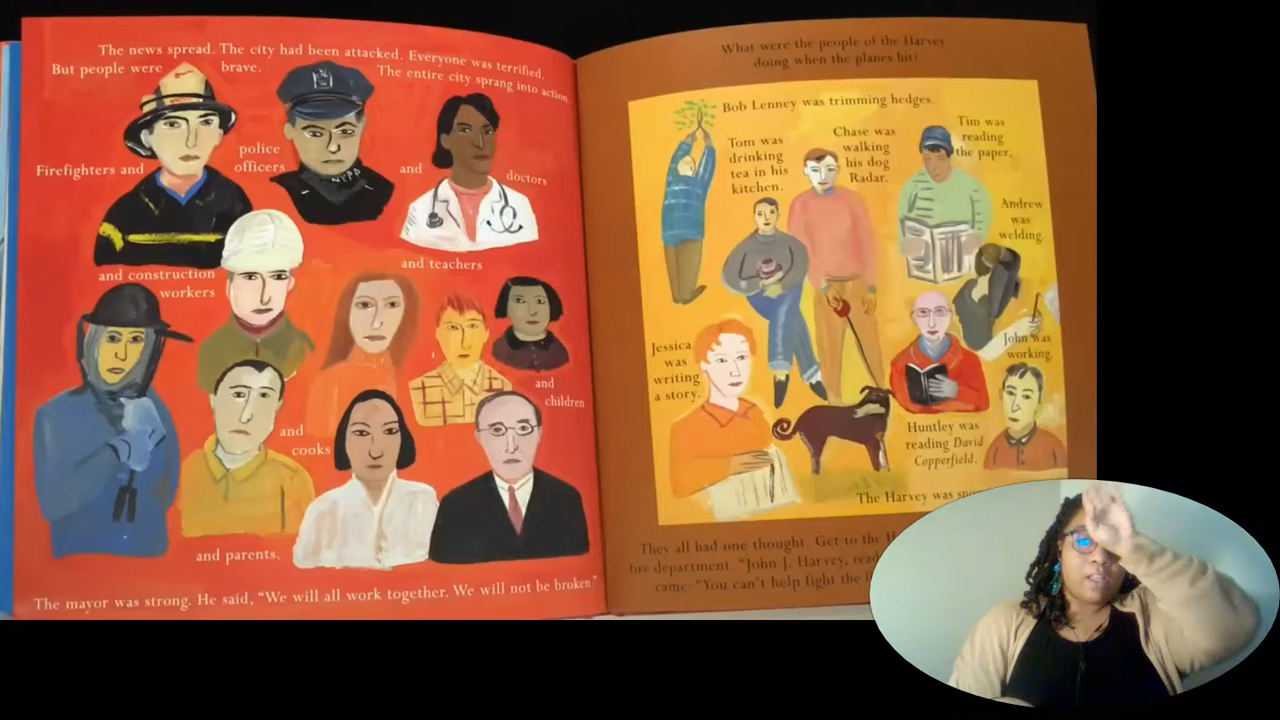 The news spread. The city had been attacked. Everyone was terrified.
But people were brave. The entire city sprang into action.
Firefighters and
police
officers
NYPD
and
doctors
and construction
workers
and teachers
and
children
and
cooks
and parents.
The mayor was strong. He said, “We will all work together. We will not be broken.”
What were the people of the Harvey
doing when the planes hit?
Bob Lenney was trimming hedges.
Tom was
drinking
tea in his
kitchen.
Chase was
walking
his dog
Radar.
Tim was
reading
the paper.
Andrew
was
welding.
Jessica
was
writing
a story.
John was
working.
Huntley was
reading David
Copperfield.
The Harvey was
They all had one thought. Get to the
fire department. “John J. Harvey,
came: “You can’t help fight the